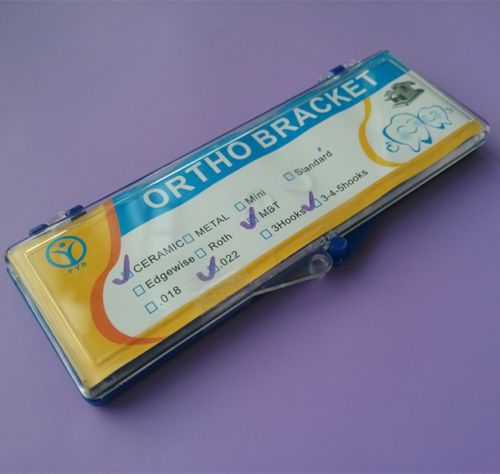 ORTHO BRACKET
CERAMIC METAL Mini Standard
Edgewise Roth MBT
.018 .022 3Hooks 3-4-5hooks